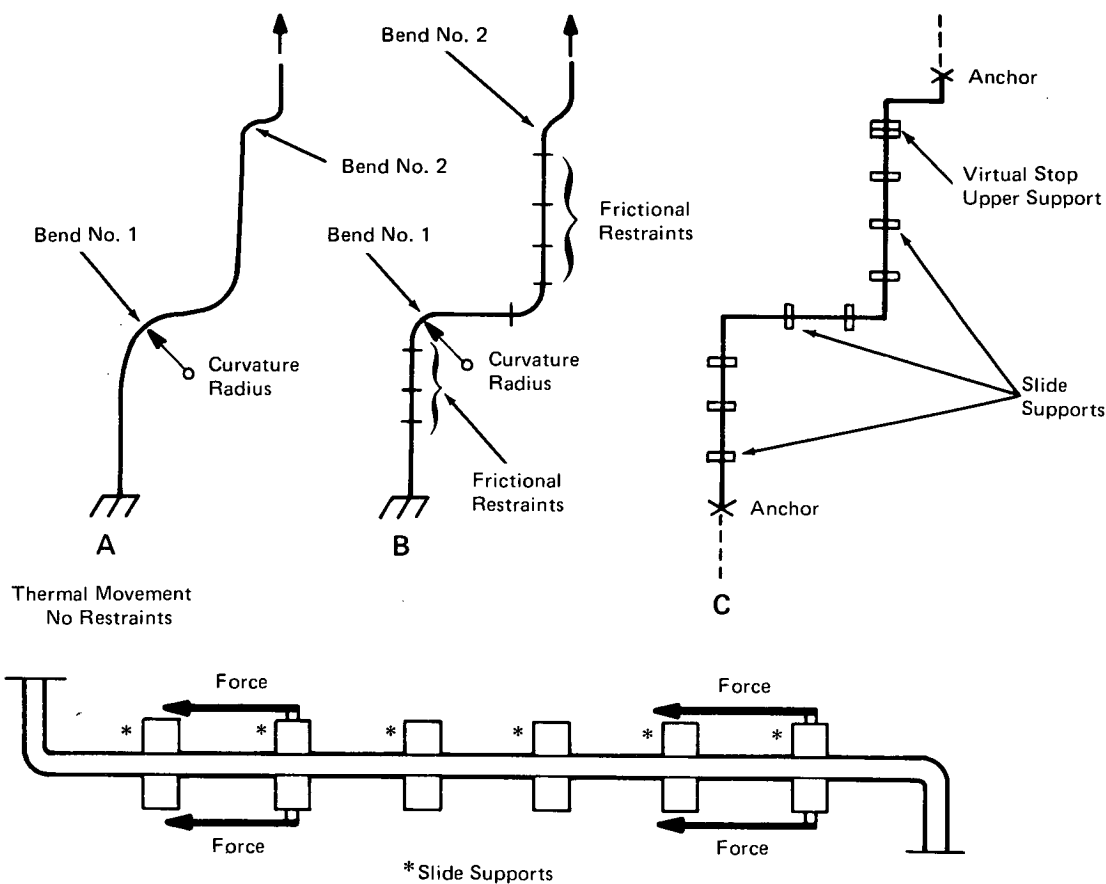 Bend No. 2
Anchor
Bend No. 2
Virtual Stop
Upper Support
Bend No. 1
Bend No. 1
Frictional
Restraints
Curvature
Radius
Curvature
Radius
Slide
Supports
Frictional
Restraints
Anchor
A
B
C
Thermal Movement
No Restraints
Force
Force
* * * * * *
Force
Force
*Slide Supports